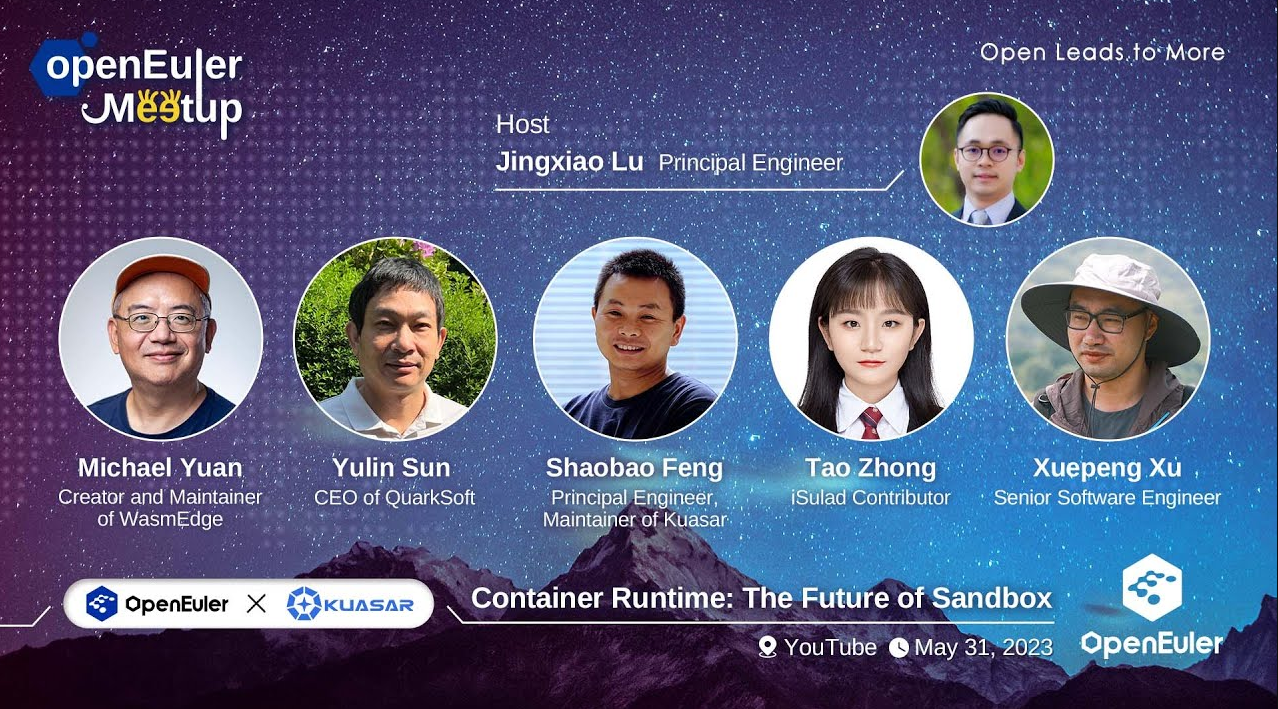 openEuler
Meetup
Open Leads to More
Host
Jingxiao Lu Principal Engineer
Michael Yuan
Creator and Maintainer
of WasmEdge
Yulin Sun
CEO of QuarkSoft
Shaobao Feng
Principal Engineer,
Maintainer of Kuasar
Tao Zhong
iSulad Contributor
Xuepeng Xu
Senior Software Engineer
OpenEuler X KUASAR
Container Runtime: The Future of Sandbox
YouTube May 31, 2023
OpenEuler